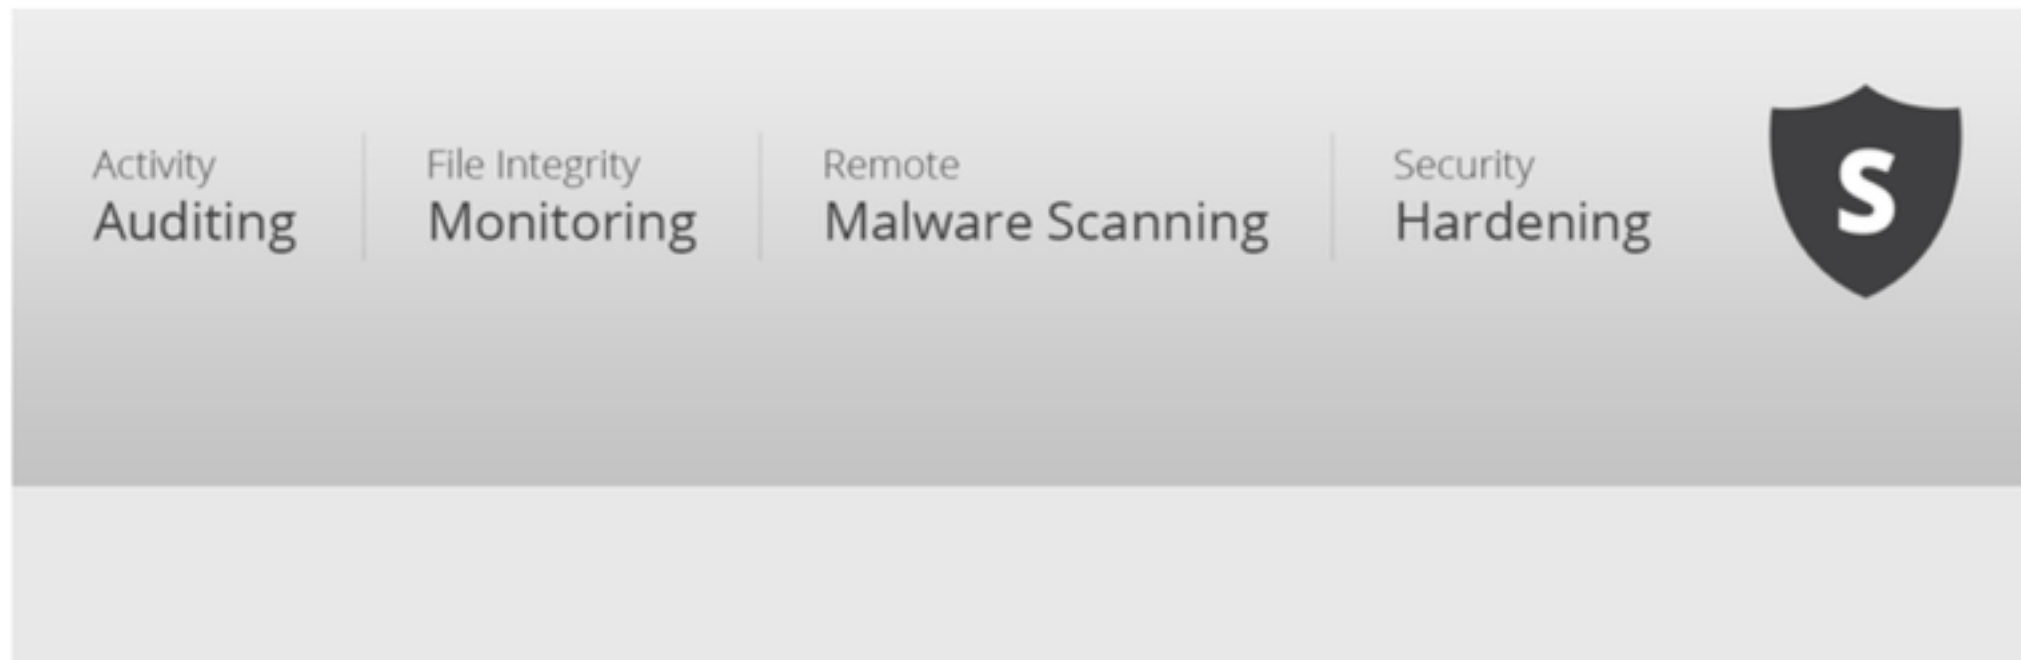 Activity
Auditing
File Integrity
Monitoring
Remote
Malware Scanning
Security
Hardening
S